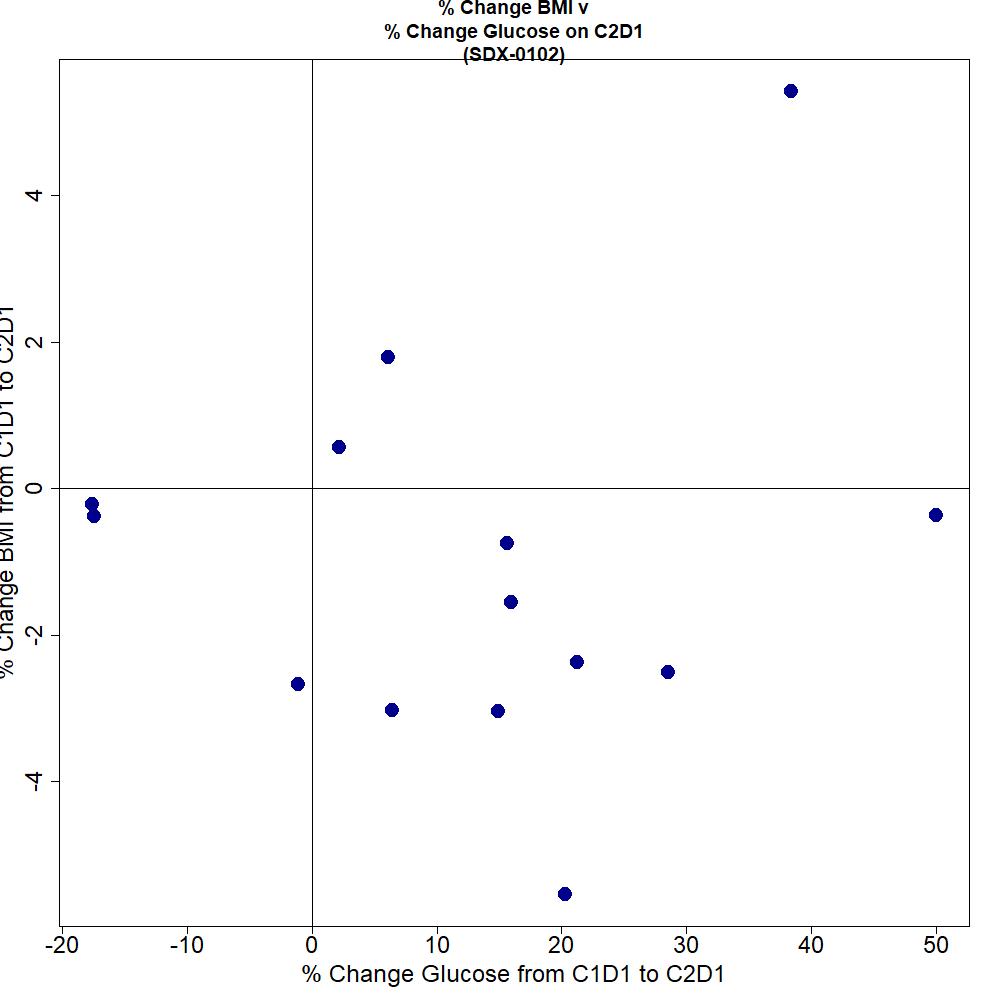 % Change BMI v
% Change Glucose on C2D1
(SDX-0102)
% Change BMI from C1D1 to C2D1
4
2
0
-2
-4
-20 -10 0 10 20 30 40 50
% Change Glucose from C1D1 to C2D1